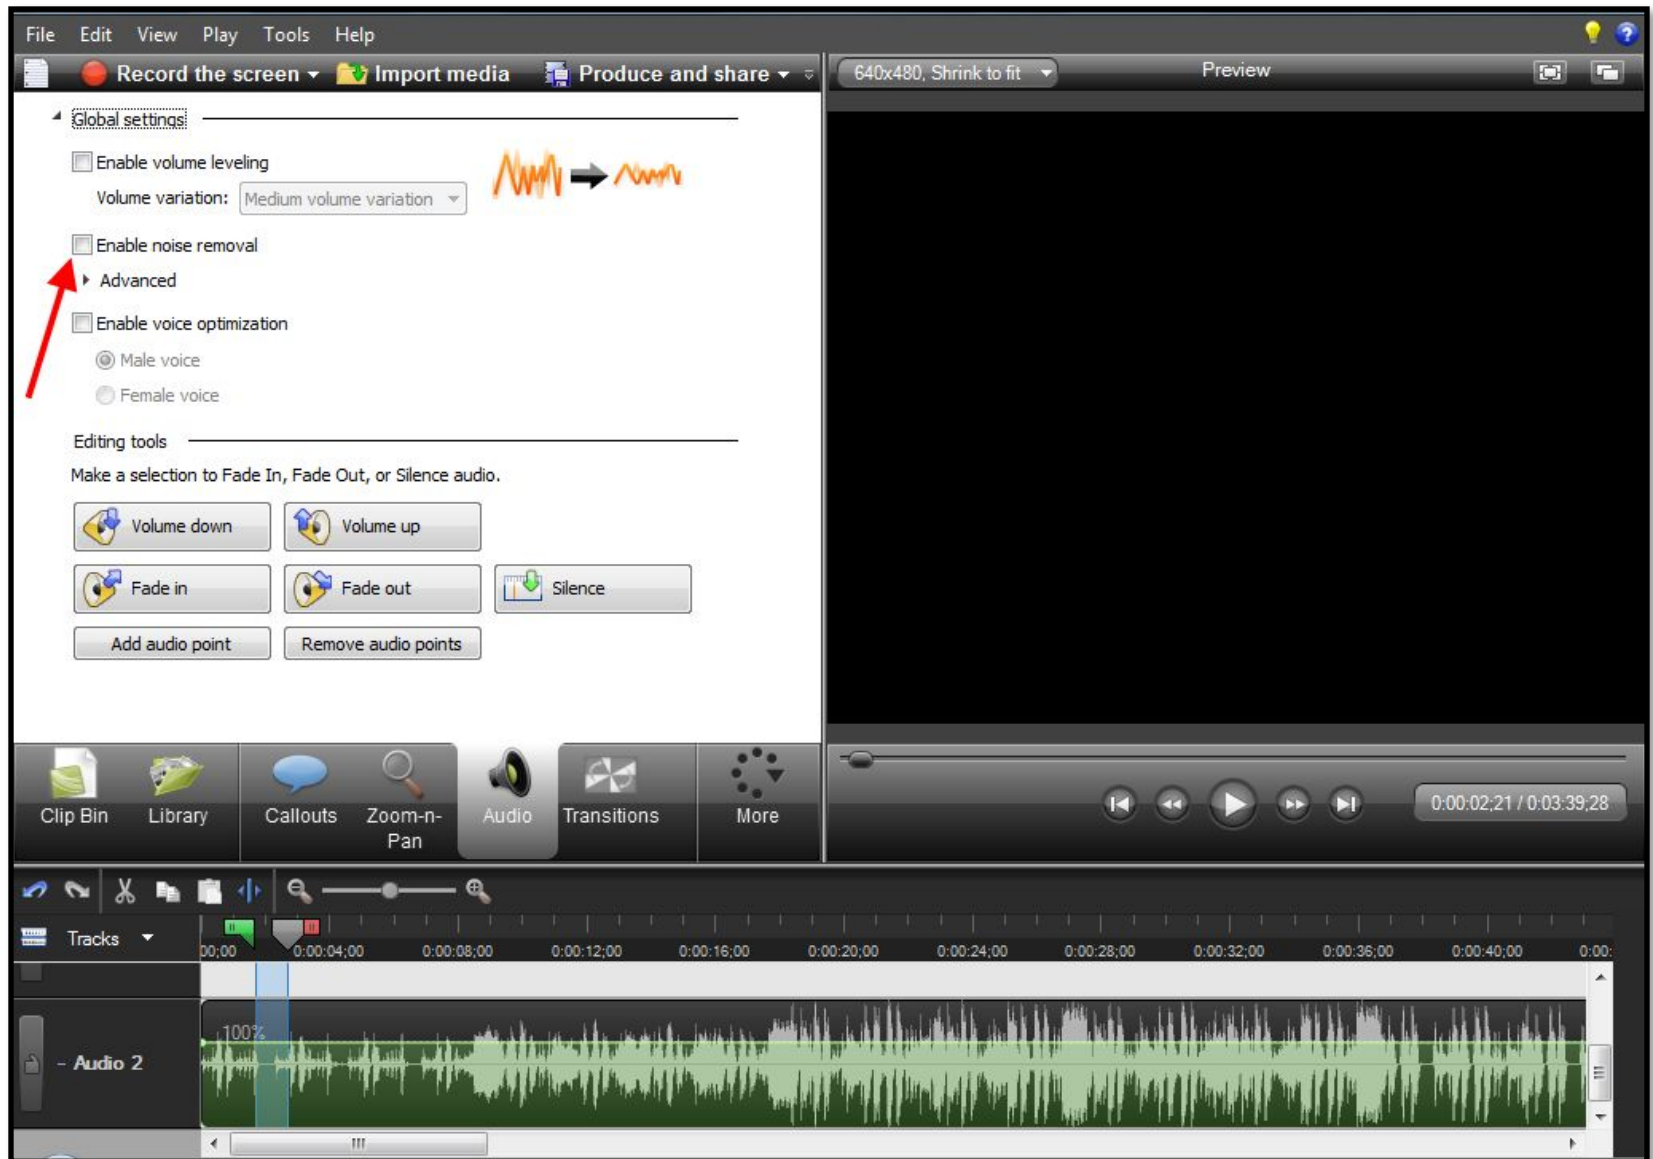 File Edit View Play Tools Help
Record the screen Import media Produce and share
640x480, Shrink to fit Preview
Global settings
Enable volume leveling
Volume variation: Medium volume variation
Enable noise removal
Advanced
Enable voice optimization
Male voice
Female voice
Editing tools
Make a selection to Fade In, Fade Out, or Silence audio.
Volume down Volume up
Fade in Fade out Silence
Add audio point Remove audio points
Clip Bin Library Callouts Zoom-n-Pan Audio Transitions More
0:00:02;21 / 0:03:39;28
Tracks
00;00 0:00:04;00 0:00:08;00 0:00:12;00 0:00:16;00 0:00:20;00 0:00:24;00 0:00:28;00 0:00:32;00 0:00:36;00 0:00:40;00 0:00:
100%
- Audio 2